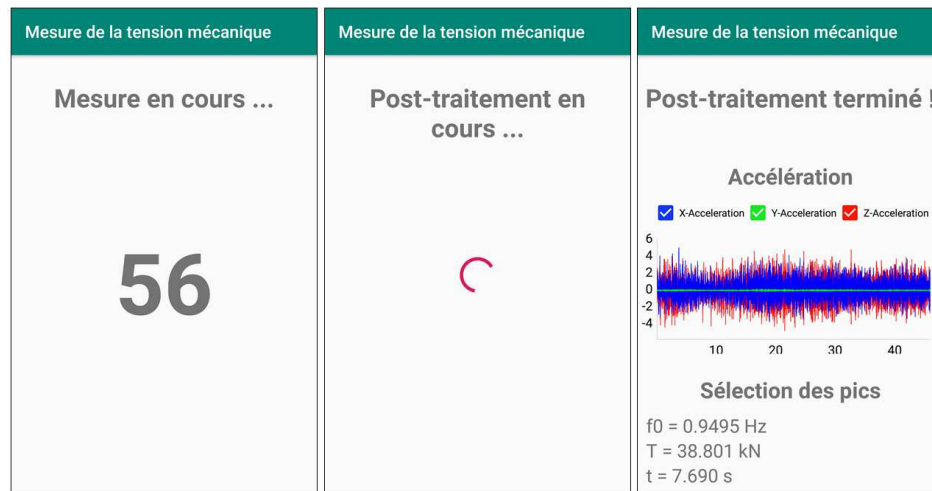 Mesure de la tension mécanique
Mesure en cours ...
56
Mesure de la tension mécanique
Post-traitement en
cours ...
Mesure de la tension mécanique
Post-traitement terminé !
Accélération
X-Acceleration Y-Acceleration Z-Acceleration
6
4
2
0
-2
-4
10 20 30 40
Sélection des pics
f0 = 0.9495 Hz
T = 38.801 kN
t = 7.690 s